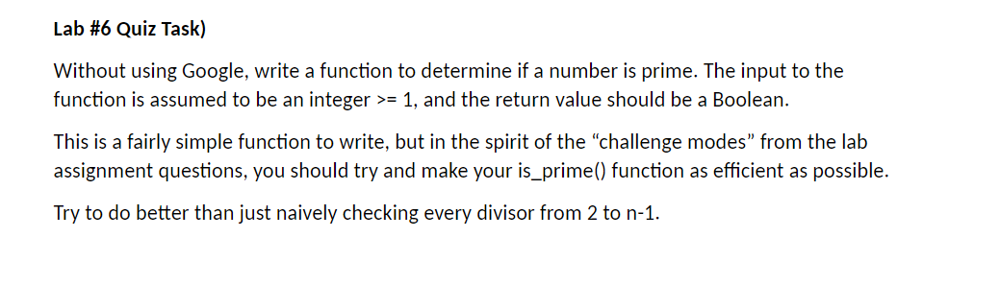 Lab #6 Quiz Task)
Without using Google, write a function to determine if a number is prime. The input to the
function is assumed to be an integer >= 1, and the return value should be a Boolean.
This is a fairly simple function to write, but in the spirit of the “challenge modes” from the lab
assignment questions, you should try and make your is_prime() function as efficient as possible.
Try to do better than just naively checking every divisor from 2 to n-1.